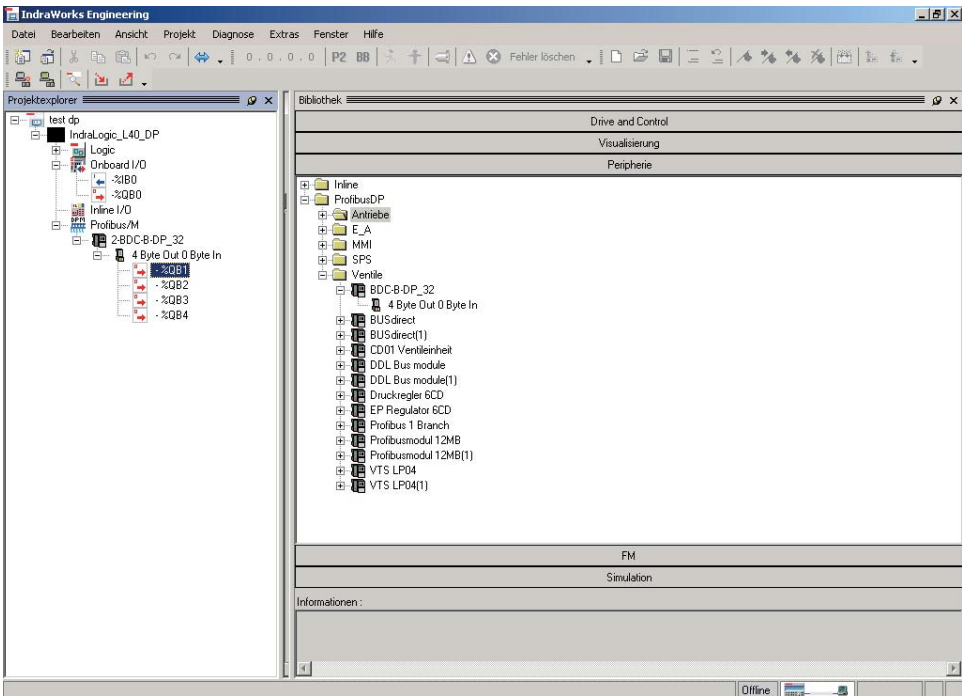 IndraWorks Engineering
Datei Bearbeiten Ansicht Projekt Diagnose Extras Fenster Hilfe
0 . 0 . 0 . 0 P2 BB Fehler löschen
Projektexplorer
test dp
IndraLogic_L40_DP
Logic
Onboard I/O
-%IB0
-%QB0
Inline I/O
Profibus/M
2-BDC-B-DP_32
4 Byte Out 0 Byte In
- %QB1
- %QB2
- %QB3
- %QB4
Bibliothek
Drive and Control
Visualisierung
Peripherie
Inline
ProfibusDP
Antriebe
E_A
MMI
SPS
Ventile
BDC-B-DP_32
4 Byte Out 0 Byte In
BUSdirect
BUSdirect(1)
CD01 Ventileinheit
DDL Bus module
DDL Bus module(1)
Druckregler 6CD
EP Regulator 6CD
Profibus 1 Branch
Profibusmodul 12MB
Profibusmodul 12MB(1)
VTS LP04
VTS LP04(1)
FM
Simulation
Informationen :
Offline